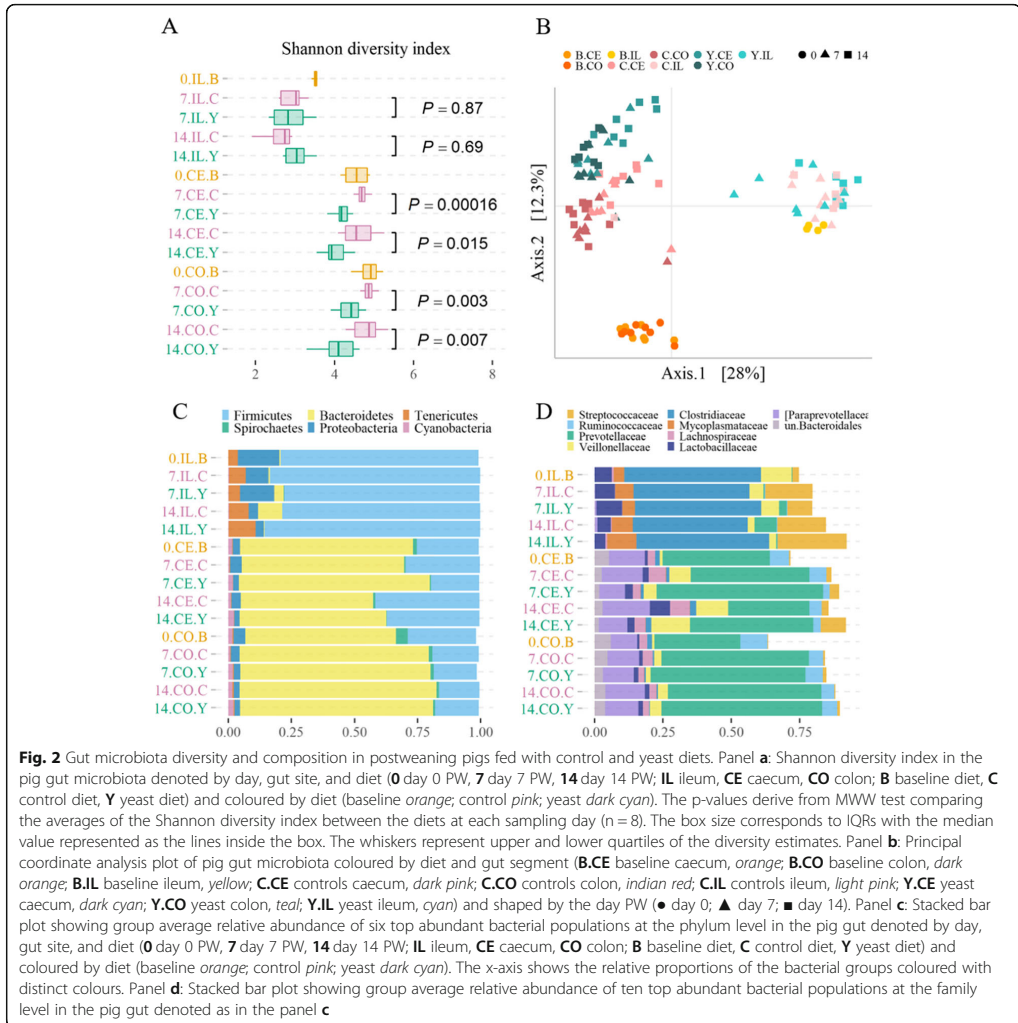 A
Shannon diversity index
0.IL.B
7.IL.C
7.IL.Y
14.IL.C
14.IL.Y
0.CE.B
7.CE.C
7.CE.Y
14.CE.C
14.CE.Y
0.CO.B
7.CO.C
7.CO.Y
14.CO.C
14.CO.Y
P = 0.87
P = 0.69
P = 0.00016
P = 0.015
P = 0.003
P = 0.007
2 4 6 8
B
B.CE B.IL C.CO Y.CE Y.IL 0 7 14
B.CO C.CE C.IL Y.CO
Axis.2 [12.3%]
Axis.1 [28%]
C
Firmicutes Bacteroidetes Tenericutes
Spirochaetes Proteobacteria Cyanobacteria
0.IL.B
7.IL.C
7.IL.Y
14.IL.C
14.IL.Y
0.CE.B
7.CE.C
7.CE.Y
14.CE.C
14.CE.Y
0.CO.B
7.CO.C
7.CO.Y
14.CO.C
14.CO.Y
0.00 0.25 0.50 0.75 1.00
D
Streptococcaceae Clostridiaceae [Paraprevotellacea
Ruminococcaceae Mycoplasmataceae un.Bacteroidales
Prevotellaceae Lachnospiraceae
Veillonellaceae Lactobacillaceae
0.IL.B
7.IL.C
7.IL.Y
14.IL.C
14.IL.Y
0.CE.B
7.CE.C
7.CE.Y
14.CE.C
14.CE.Y
0.CO.B
7.CO.C
7.CO.Y
14.CO.C
14.CO.Y
0.00 0.25 0.50 0.75
Fig. 2 Gut microbiota diversity and composition in postweaning pigs fed with control and yeast diets. Panel a: Shannon diversity index in the
pig gut microbiota denoted by day, gut site, and diet (0 day 0 PW, 7 day 7 PW, 14 day 14 PW; IL ileum, CE caecum, CO colon; B baseline diet, C
control diet, Y yeast diet) and coloured by diet (baseline orange; control pink; yeast dark cyan). The p-values derive from MWW test comparing
the averages of the Shannon diversity index between the diets at each sampling day (n = 8). The box size corresponds to IQRs with the median
value represented as the lines inside the box. The whiskers represent upper and lower quartiles of the diversity estimates. Panel b: Principal
coordinate analysis plot of pig gut microbiota coloured by diet and gut segment (B.CE baseline caecum, orange; B.CO baseline colon, dark
orange; B.IL baseline ileum, yellow; C.CE controls caecum, dark pink; C.CO controls colon, indian red; C.IL controls ileum, light pink; Y.CE yeast
caecum, dark cyan; Y.CO yeast colon, teal; Y.IL yeast ileum, cyan) and shaped by the day PW (● day 0; ▲ day 7; ■ day 14). Panel c: Stacked bar
plot showing group average relative abundance of six top abundant bacterial populations at the phylum level in the pig gut denoted by day,
gut site, and diet (0 day 0 PW, 7 day 7 PW, 14 day 14 PW; IL ileum, CE caecum, CO colon; B baseline diet, C control diet, Y yeast diet) and
coloured by diet (baseline orange; control pink; yeast dark cyan). The x-axis shows the relative proportions of the bacterial groups coloured with
distinct colours. Panel d: Stacked bar plot showing group average relative abundance of ten top abundant bacterial populations at the family
level in the pig gut denoted as in the panel c